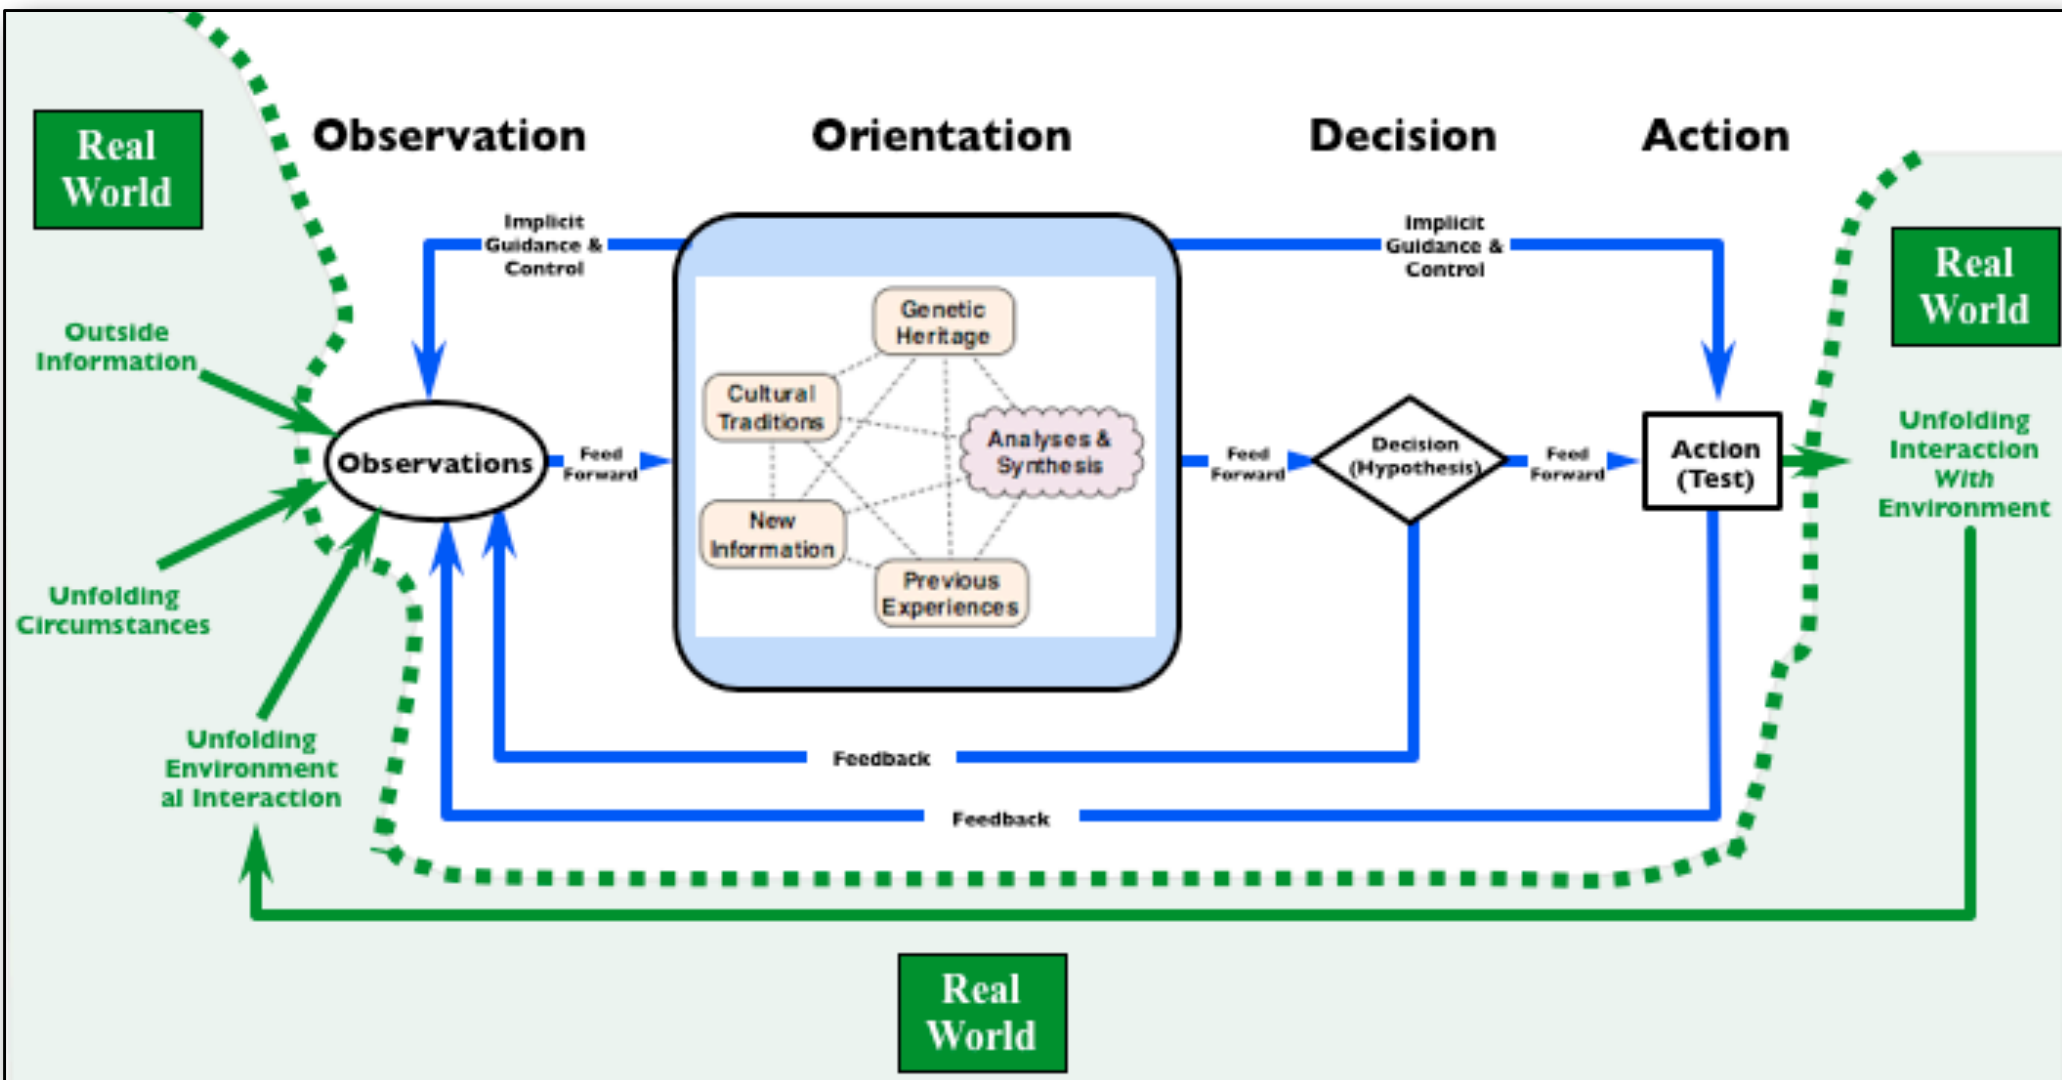 Observation
Orientation
Decision
Action
Real
World
Implicit
Guidance &
Control
Implicit
Guidance &
Control
Real
World
Outside
Information
Genetic
Heritage
Cultural
Traditions
Analyses &
Synthesis
New
Information
Previous
Experiences
Observations
Feed
Forward
Feed
Forward
Decision
(Hypothesis)
Feed
Forward
Action
(Test)
Unfolding
Interaction
With
Environment
Unfolding
Circumstances
Unfolding
Environment
al Interaction
Feedback
Feedback
Real
World